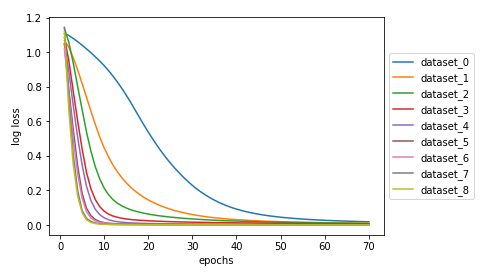 1.2
1.0
0.8
0.6
0.4
0.2
0.0
log loss
0 10 20 30 40 50 60 70
epochs
dataset_0
dataset_1
dataset_2
dataset_3
dataset_4
dataset_5
dataset_6
dataset_7
dataset_8